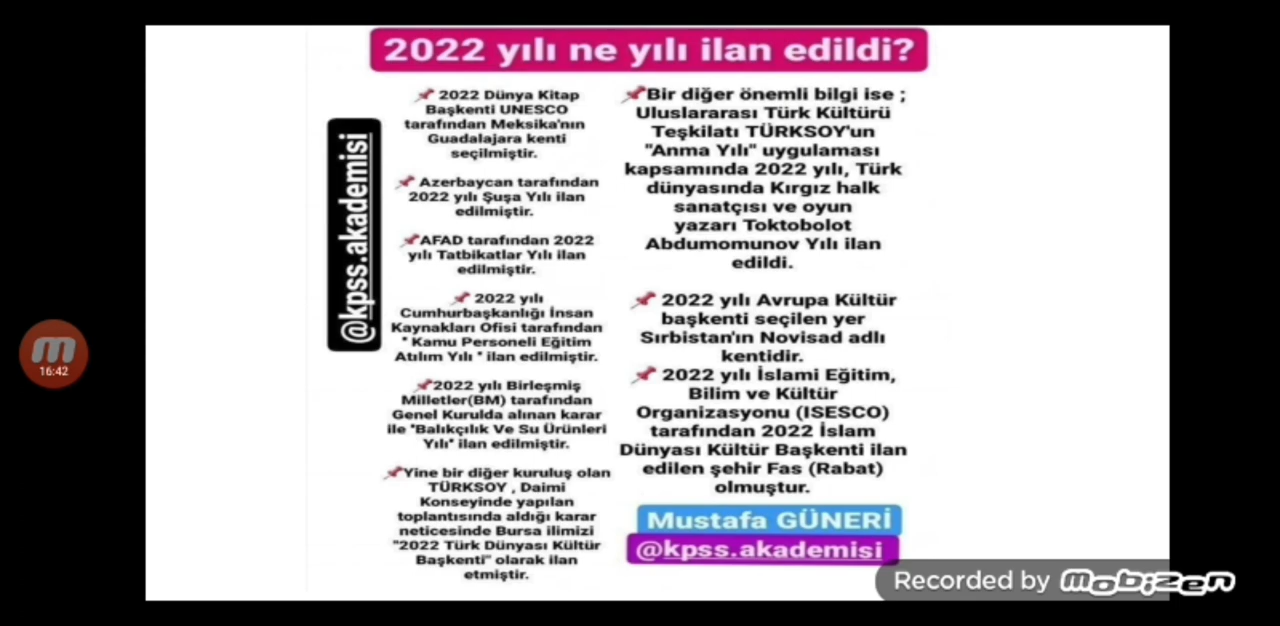 2022 yılı ne yılı ilan edildi?
@kpss.akademisi
📌 2022 Dünya Kitap
Başkenti UNESCO
tarafından Meksika'nın
Guadalajara kenti
seçilmiştir.
📌 Azerbaycan tarafından
2022 yılı Şuşa Yılı ilan
edilmiştir.
📌AFAD tarafından 2022
yılı Tatbikatlar Yılı ilan
edilmiştir.
📌 2022 yılı
Cumhurbaşkanlığı İnsan
Kaynakları Ofisi tarafından
" Kamu Personeli Eğitim
Atılım Yılı " ilan edilmiştir.
📌2022 yılı Birleşmiş
Milletler(BM) tarafından
Genel Kurulda alınan karar
ile "Balıkçılık Ve Su Ürünleri
Yılı" ilan edilmiştir.
📌Yine bir diğer kuruluş olan
TÜRKSOY , Daimi
Konseyinde yapılan
toplantısında aldığı karar
neticesinde Bursa ilimizi
"2022 Türk Dünyası Kültür
Başkenti" olarak ilan
etmiştir.
📌Bir diğer önemli bilgi ise ;
Uluslararası Türk Kültürü
Teşkilatı TÜRKSOY'un
"Anma Yılı" uygulaması
kapsamında 2022 yılı, Türk
dünyasında Kırgız halk
sanatçısı ve oyun
yazarı Toktobolot
Abdumomunov Yılı ilan
edildi.
📌 2022 yılı Avrupa Kültür
başkenti seçilen yer
Sırbistan'ın Novisad adlı
kentidir.
📌 2022 yılı İslami Eğitim,
Bilim ve Kültür
Organizasyonu (ISESCO)
tarafından 2022 İslam
Dünyası Kültür Başkenti ilan
edilen şehir Fas (Rabat)
olmuştur.
Mustafa GÜNERİ
@kpss.akademisi
16:42
Recorded by mobizen